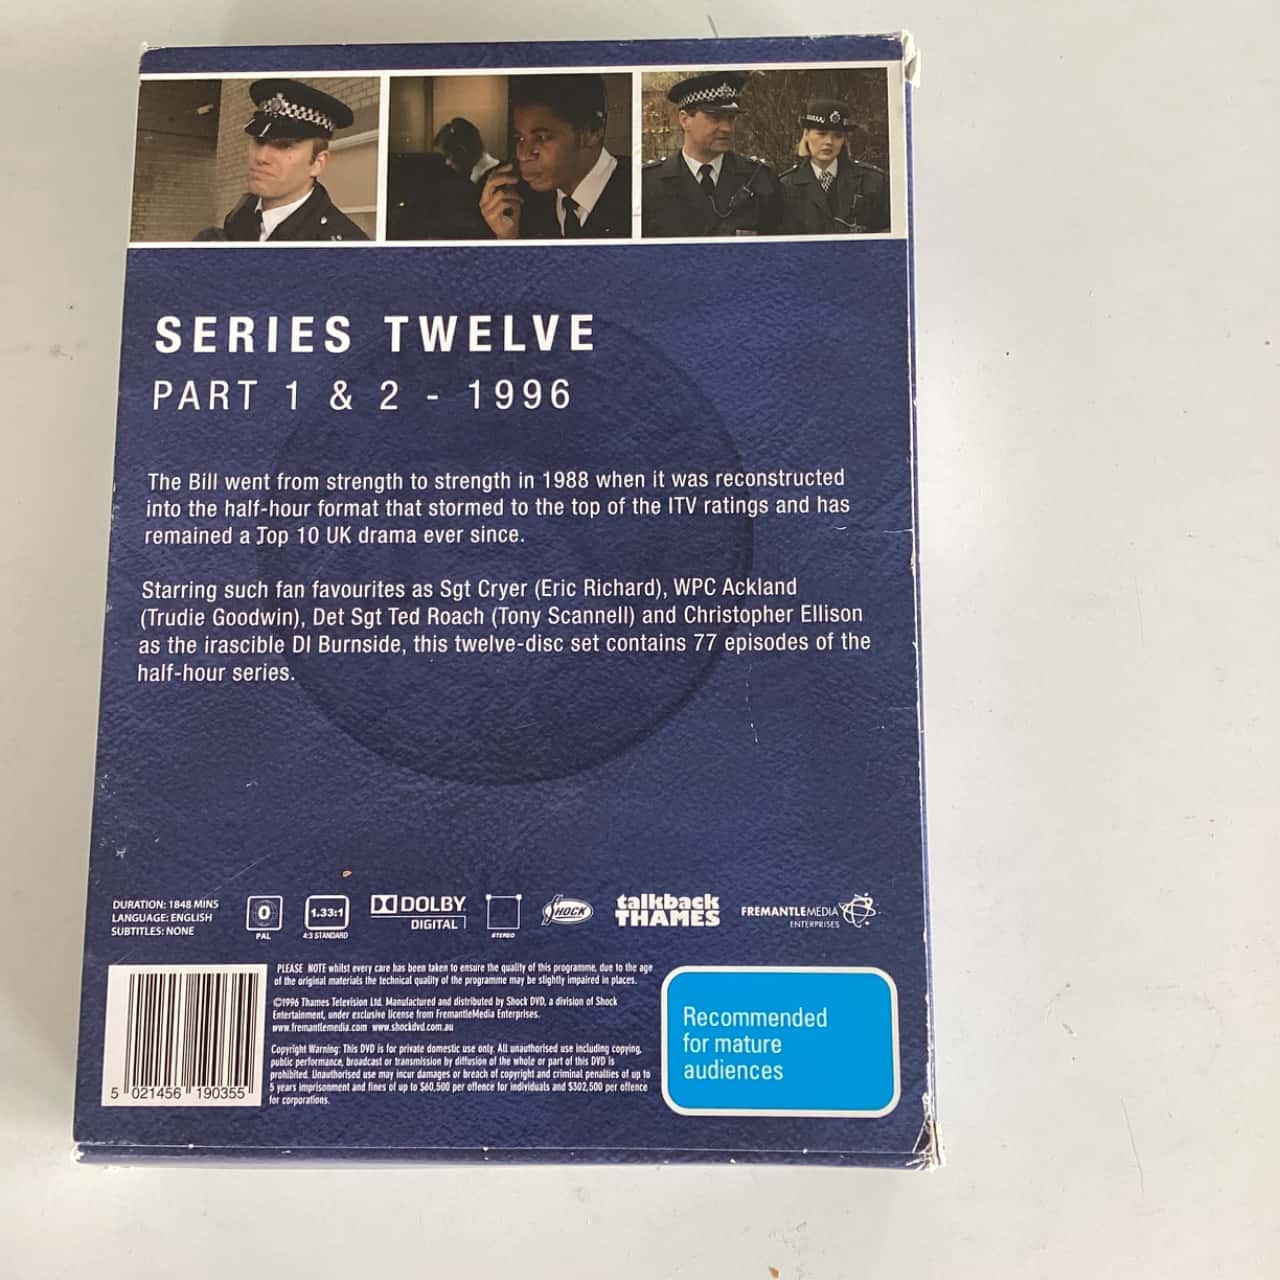 SERIES TWELVE
PART 1 & 2 - 1996
The Bill went from strength to strength in 1988 when it was reconstructed
into the half-hour format that stormed to the top of the ITV ratings and has
remained a Top 10 UK drama ever since.
Starring such fan favourites as Sgt Cryer (Eric Richard), WPC Ackland
(Trudie Goodwin), Det Sgt Ted Roach (Tony Scannell) and Christopher Ellison
as the irascible DI Burnside, this twelve-disc set contains 77 episodes of the
half-hour series.
DURATION: 1848 MINS
LANGUAGE: ENGLISH
SUBTITLES: NONE
0
PAL
1.33:1
4:3 STANDARD
DOLBY
DIGITAL
STEREO
SHOCK
talkback
THAMES
FREMANTLEMEDIA
ENTERPRISES
PLEASE NOTE whilst every care has been taken to ensure the quality of this programme, due to the age
of the original materials the technical quality of the programme may be slightly impaired in places.
©1996 Thames Television Ltd. Manufactured and distributed by Shock DVD, a division of Shock
Entertainment, under exclusive license from FremantleMedia Enterprises.
www.fremantlemedia.com www.shockdvd.com.au
Copyright Warning: This DVD is for private domestic use only. All unauthorised use including copying,
public performance, broadcast or transmission by diffusion of the whole or part of this DVD is
prohibited. Unauthorised use may incur damages or breach of copyright and criminal penalties of up to
5 years imprisonment and fines of up to $60,500 per offence for individuals and $302,500 per offence
for corporations.
5 021456 190355
Recommended
for mature
audiences